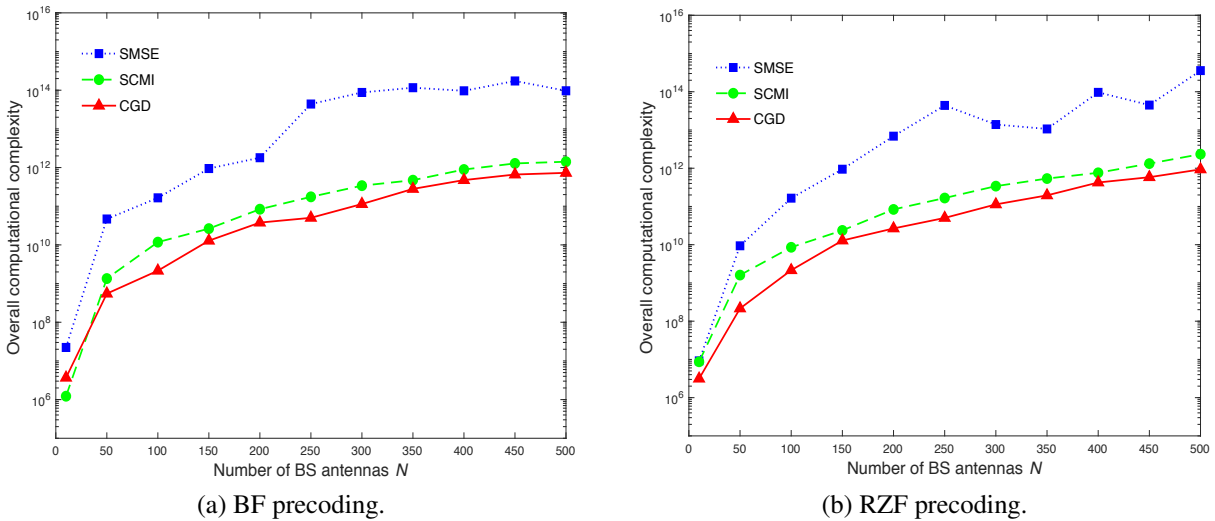 10^16
10^14
10^12
10^10
10^8
10^6
Overall computational complexity
SMSE
SCMI
CGD
0 50 100 150 200 250 300 350 400 450 500
Number of BS antennas N
(a) BF precoding.
10^16
10^14
10^12
10^10
10^8
10^6
Overall computational complexity
SMSE
SCMI
CGD
0 50 100 150 200 250 300 350 400 450 500
Number of BS antennas N
(b) RZF precoding.